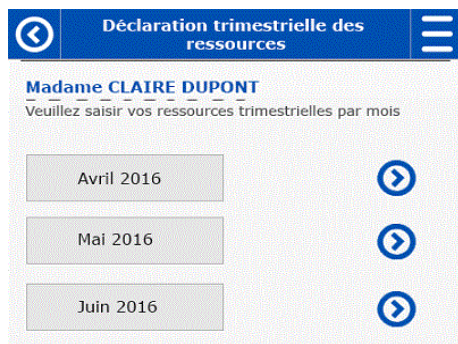 Déclaration trimestrielle des
ressources
Madame CLAIRE DUPONT
Veuillez saisir vos ressources trimestrielles par mois
Avril 2016
Mai 2016
Juin 2016